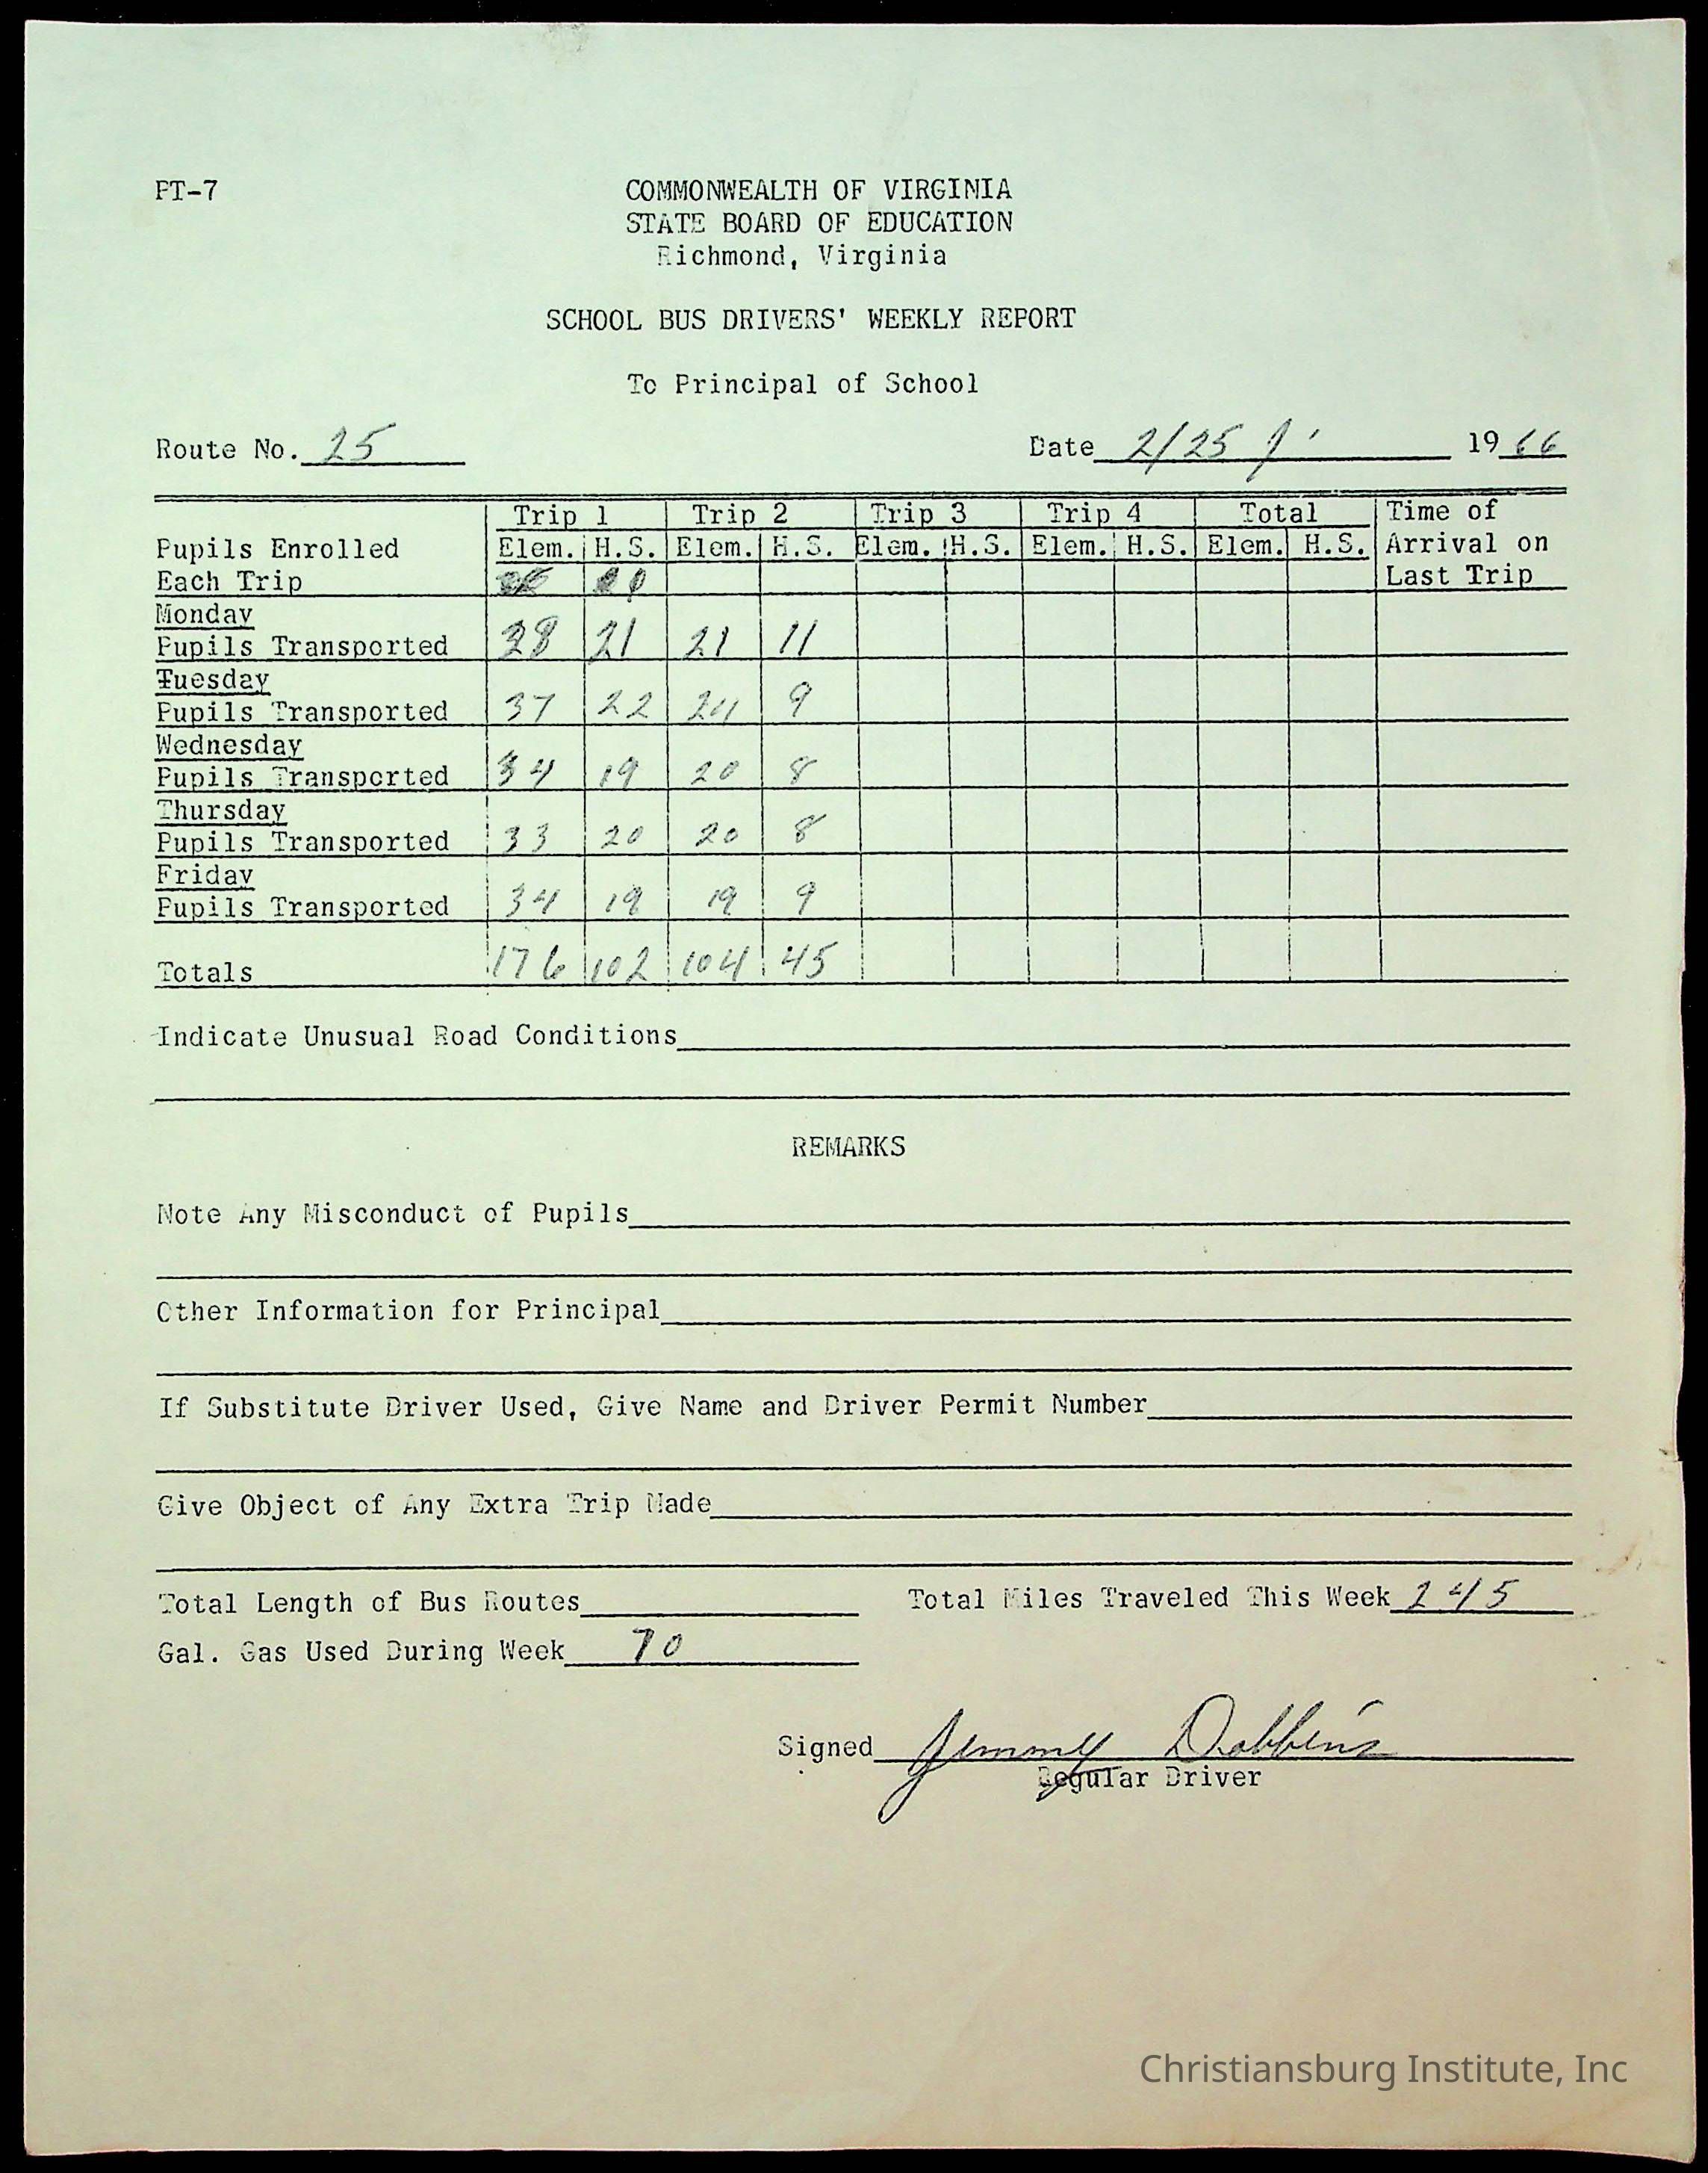 PT-7
COMMONWEALTH OF VIRGINIA
STATE BOARD OF EDUCATION
Richmond, Virginia
SCHOOL BUS DRIVERS' WEEKLY REPORT
To Principal of School
Route No. 25 Date 2/25 1966
Trip 1 Trip 2 Trip 3 Trip 4 Total Time of
Pupils Enrolled Elem. H.S. Elem. H.S. Elem. H.S. Elem. H.S. Elem. H.S. Arrival on
Each Trip Last Trip
Monday
Pupils Transported 38 21 21 11
Tuesday
Pupils Transported 37 22 24 9
Wednesday
Pupils Transported 34 19 20 8
Thursday
Pupils Transported 33 20 20 8
Friday
Pupils Transported 34 19 19 9
Totals 176 102 104 45
Indicate Unusual Road Conditions
REMARKS
Note Any Misconduct of Pupils
Other Information for Principal
If Substitute Driver Used, Give Name and Driver Permit Number
Give Object of Any Extra Trip Made
Total Length of Bus Routes Total Miles Traveled This Week 245
Gal. Gas Used During Week 70
Signed Jimmy Dobbins
Regular Driver
Christiansburg Institute, Inc